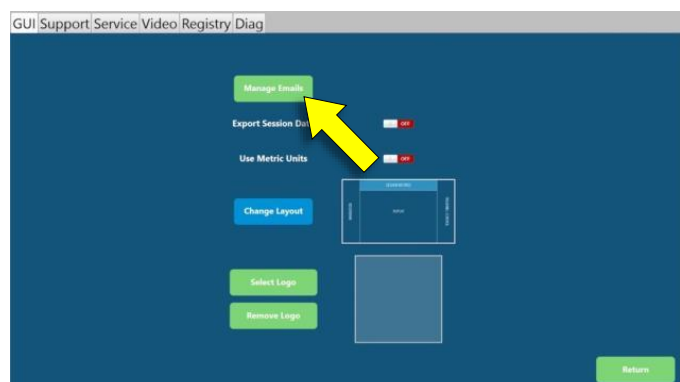 GUI Support Service Video Registry Diag
Manage Emails
Export Session Dat
OFF
Use Metric Units
OFF
Change Layout
Select Logo
Remove Logo
Return